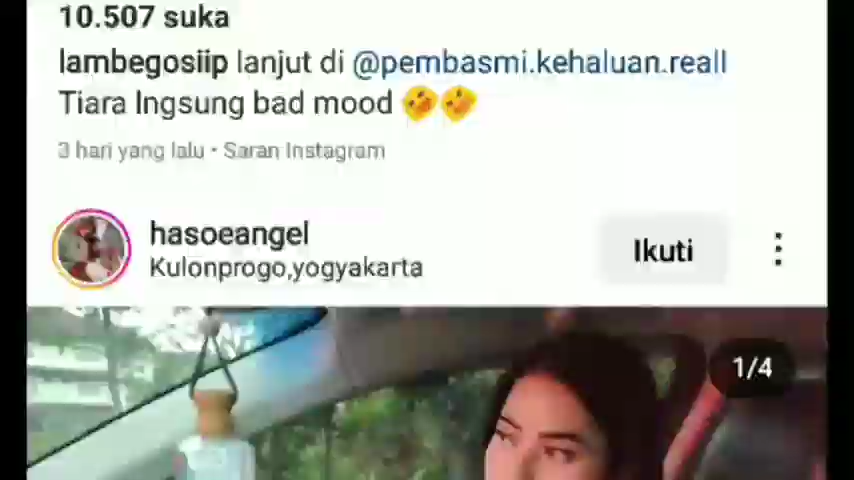 10.507 suka
lambegosiip lanjut di @pembasmi.kehaluan.reall
Tiara Ingsung bad mood
3 hari yang lalu • Saran Instagram
hasoeangel
Ikuti
Kulonprogo,yogyakarta
1/4